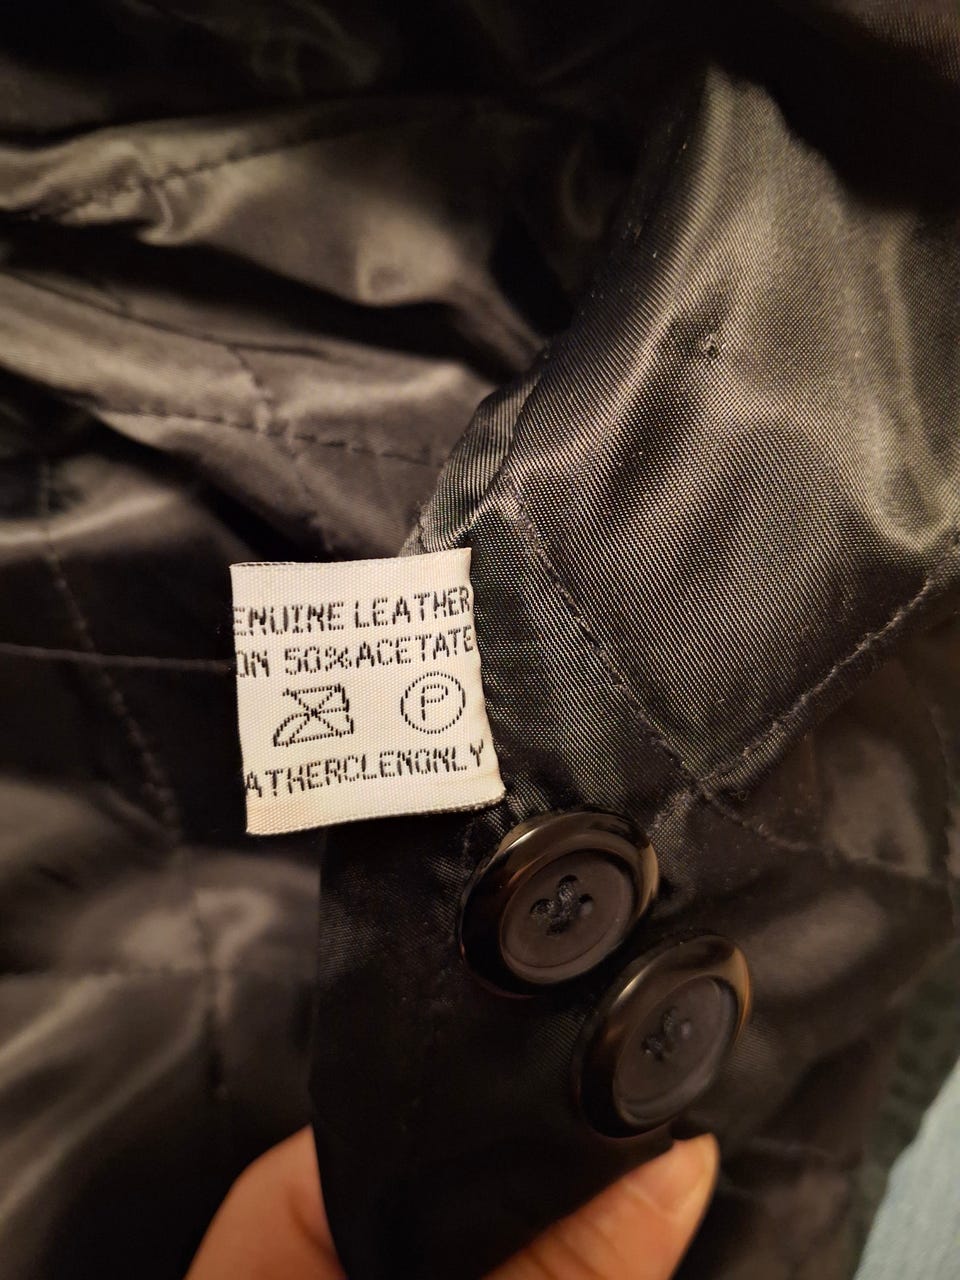 ENUINE LEATHER
ON 50%ACETATE
P
ATHERCLENONLY